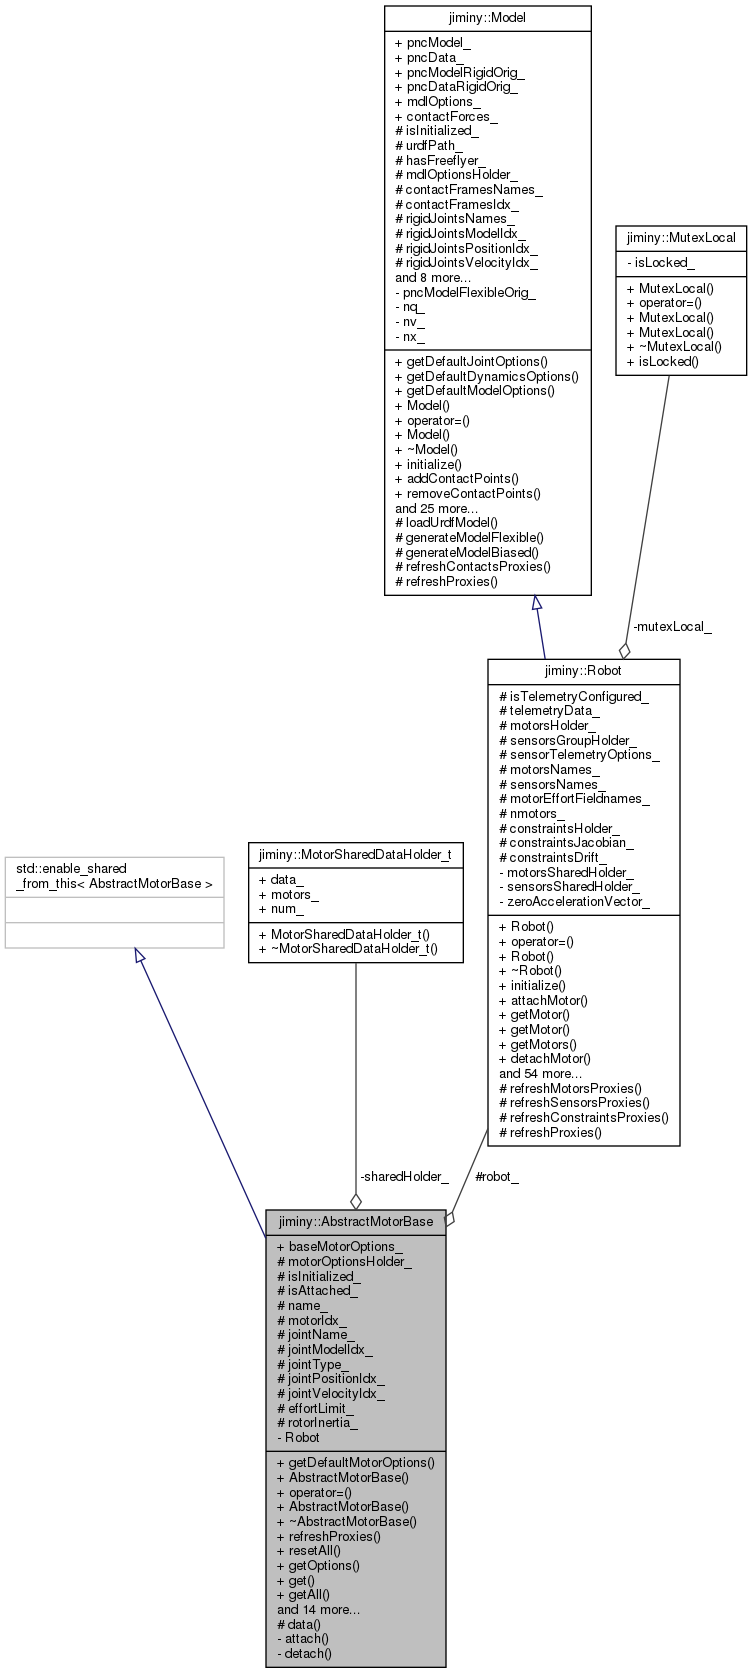 jiminy::Model
+ pncModel_
+ pncData_
+ pncModelRigidOrig_
+ pncDataRigidOrig_
+ mdlOptions_
+ contactForces_
# isInitialized_
# urdfPath_
# hasFreeflyer_
# mdlOptionsHolder_
# contactFramesNames_
# contactFramesIdx_
# rigidJointsNames_
# rigidJointsModelIdx_
# rigidJointsPositionIdx_
# rigidJointsVelocityIdx_
and 8 more...
- pncModelFlexibleOrig_
- nq_
- nv_
- nx_
+ getDefaultJointOptions()
+ getDefaultDynamicsOptions()
+ getDefaultModelOptions()
+ Model()
+ operator=()
+ Model()
+ ~Model()
+ initialize()
+ addContactPoints()
+ removeContactPoints()
and 25 more...
# loadUrdfModel()
# generateModelFlexible()
# generateModelBiased()
# refreshContactsProxies()
# refreshProxies()
jiminy::MutexLocal
- isLocked_
+ MutexLocal()
+ operator=()
+ MutexLocal()
+ MutexLocal()
+ ~MutexLocal()
+ isLocked()
-mutexLocal_
jiminy::Robot
# isTelemetryConfigured_
# telemetryData_
# motorsHolder_
# sensorsGroupHolder_
# sensorTelemetryOptions_
# motorsNames_
# sensorsNames_
# motorEffortFieldnames_
# nmotors_
# constraintsHolder_
# constraintsJacobian_
# constraintsDrift_
- motorsSharedHolder_
- sensorsSharedHolder_
- zeroAccelerationVector_
+ Robot()
+ operator=()
+ Robot()
+ ~Robot()
+ initialize()
+ attachMotor()
+ getMotor()
+ getMotor()
+ getMotors()
+ detachMotor()
and 54 more...
# refreshMotorsProxies()
# refreshSensorsProxies()
# refreshConstraintsProxies()
# refreshProxies()
std::enable_shared
_from_this< AbstractMotorBase >
jiminy::MotorSharedDataHolder_t
+ data_
+ motors_
+ num_
+ MotorSharedDataHolder_t()
+ ~MotorSharedDataHolder_t()
-sharedHolder_
#robot_
jiminy::AbstractMotorBase
+ baseMotorOptions_
# motorOptionsHolder_
# isInitialized_
# isAttached_
# name_
# motorIdx_
# jointName_
# jointModelIdx_
# jointType_
# jointPositionIdx_
# jointVelocityIdx_
# effortLimit_
# rotorInertia_
- Robot
+ getDefaultMotorOptions()
+ AbstractMotorBase()
+ operator=()
+ AbstractMotorBase()
+ ~AbstractMotorBase()
+ refreshProxies()
+ resetAll()
+ getOptions()
+ get()
+ getAll()
and 14 more...
# data()
- attach()
- detach()